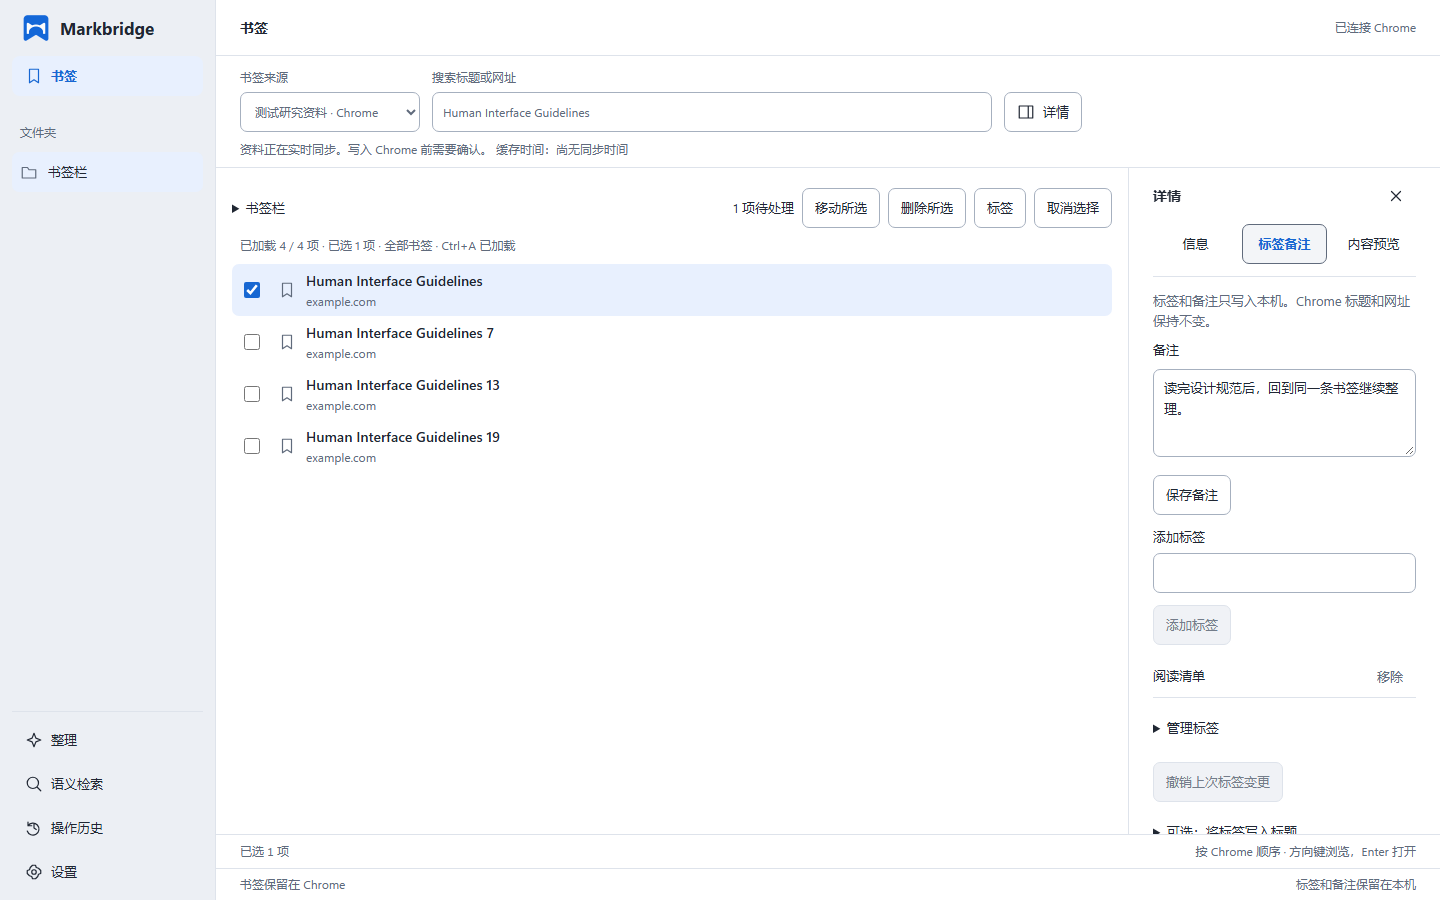 Markbridge
书签
文件夹
书签栏
整理
语义检索
操作历史
设置
书签
已连接 Chrome
书签来源
搜索标题或网址
测试研究资料 · Chrome
Human Interface Guidelines
详情
资料正在实时同步。写入 Chrome 前需要确认。 缓存时间：尚无同步时间
书签栏
1 项待处理
移动所选
删除所选
标签
取消选择
已加载 4 / 4 项 · 已选 1 项 · 全部书签 · Ctrl+A 已加载
Human Interface Guidelines
example.com
Human Interface Guidelines 7
example.com
Human Interface Guidelines 13
example.com
Human Interface Guidelines 19
example.com
详情
信息
标签备注
内容预览
标签和备注只写入本机。Chrome 标题和网址
保持不变。
备注
读完设计规范后，回到同一条书签继续整
理。
保存备注
添加标签
添加标签
阅读清单
移除
管理标签
撤销上次标签变更
可选：将标签写入标题
已选 1 项
按 Chrome 顺序 · 方向键浏览，Enter 打开
书签保留在 Chrome
标签和备注保留在本机